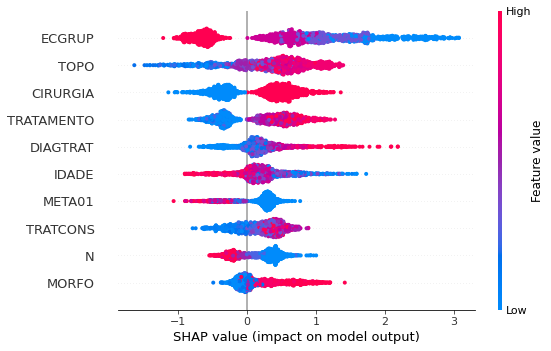 High
ECGRUP
TOPO
CIRURGIA
TRATAMENTO
DIAGTRAT
IDADE
META01
TRATCONS
N
MORFO
Feature value
Low
−1 0 1 2 3
SHAP value (impact on model output)